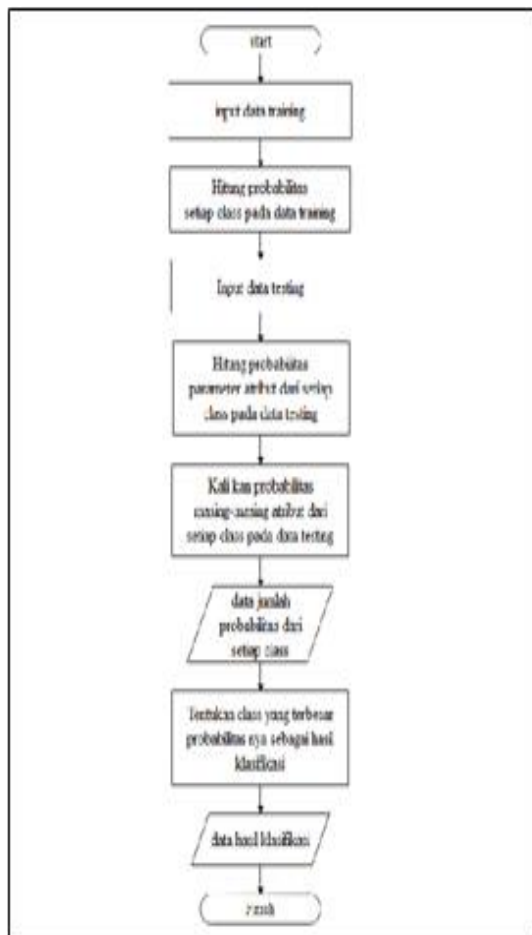 start
input data training
Hitung probabilitas
setiap class pada data training
Input data testing
Hitung probabilitas
parameter atribut dari setiap
class pada data testing
Kali kan probabilitas
masing-masing atribut dari
setiap class pada data testing
data jumlah
probabilitas dari
setiap class
Tentukan class yang terbesar
probabilitas nya sebagai hasil
klasifikasi
data hasil klasifikasi